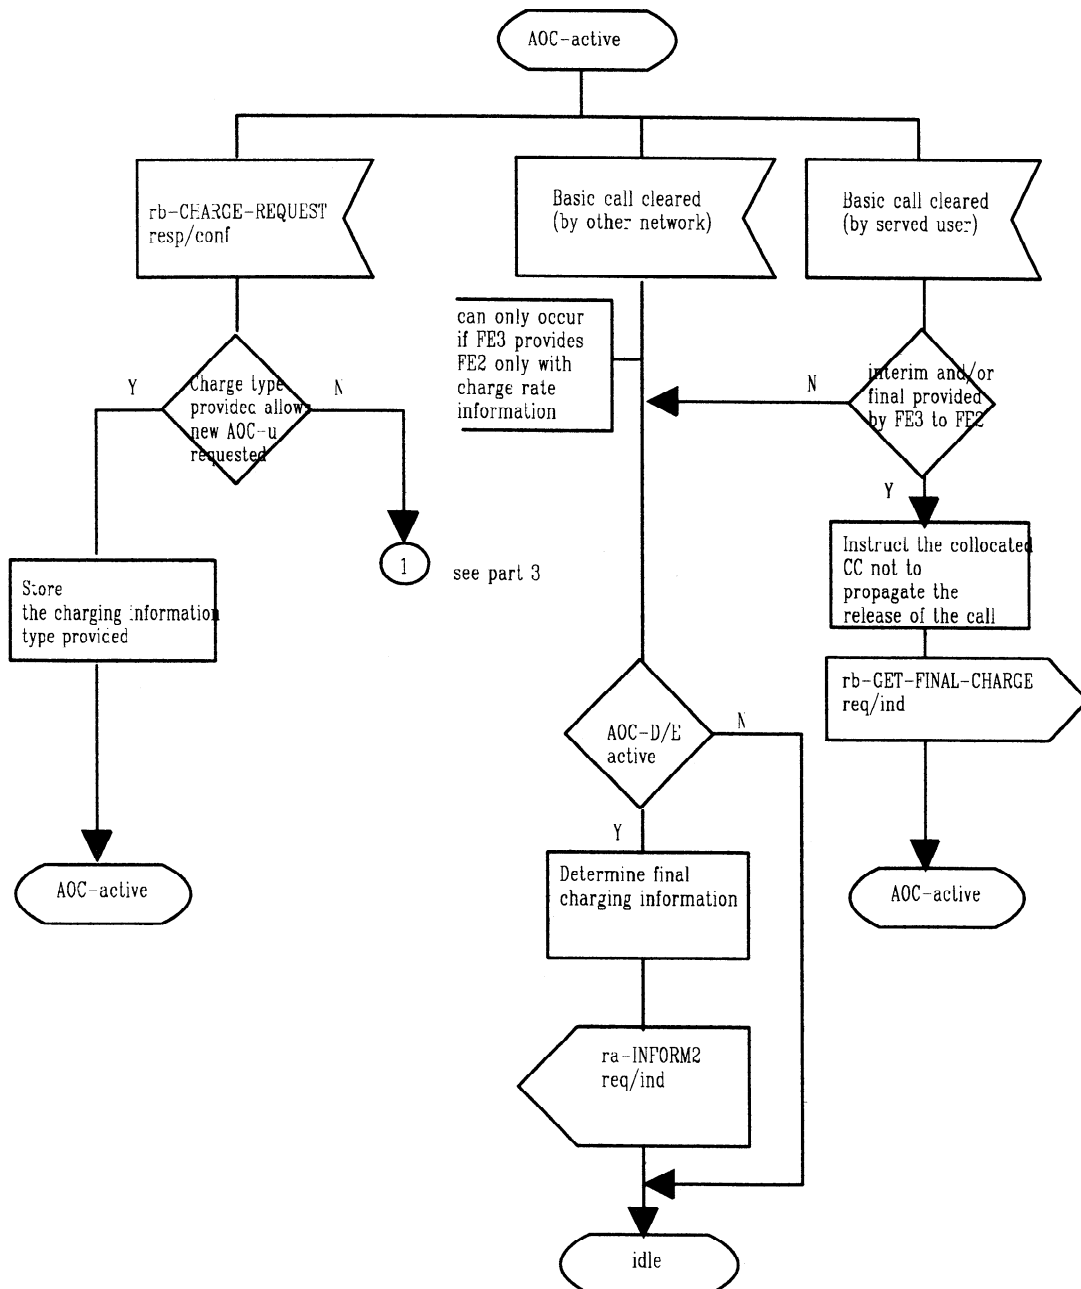 AOC-active
rb-CHARGE-REQUEST
resp/conf
Basic call cleared
(by other network)
Basic call cleared
(by served user)
can only occur
if FE3 provides
FE2 only with
charge rate
information
Y
Charge type
provided allows
new AOC-u
requested
N
N
interim and/or
final provided
by FE3 to FE2
Y
1
see part 3
Instruct the collocated
CC not to
propagate the
release of the call
Store
the charging information
type provided
rb-GET-FINAL-CHARGE
req/ind
AOC-D/E
active
N
Y
Determine final
charging information
AOC-active
AOC-active
ra-INFORM2
req/ind
idle